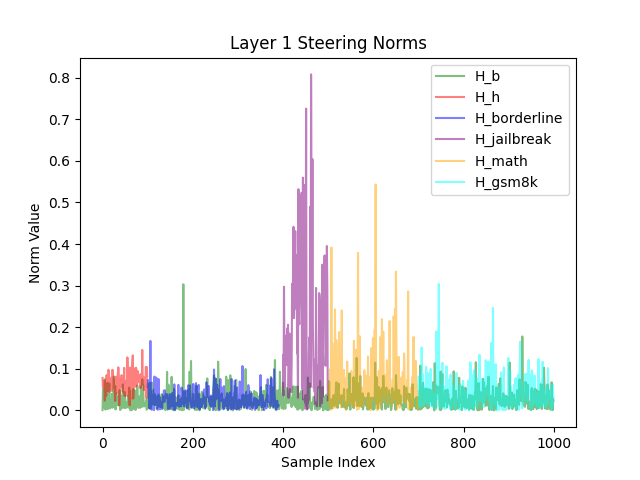 Layer 1 Steering Norms
Norm Value
0.8
0.7
0.6
0.5
0.4
0.3
0.2
0.1
0.0
H_b
H_h
H_borderline
H_jailbreak
H_math
H_gsm8k
0
200
400
600
800
1000
Sample Index